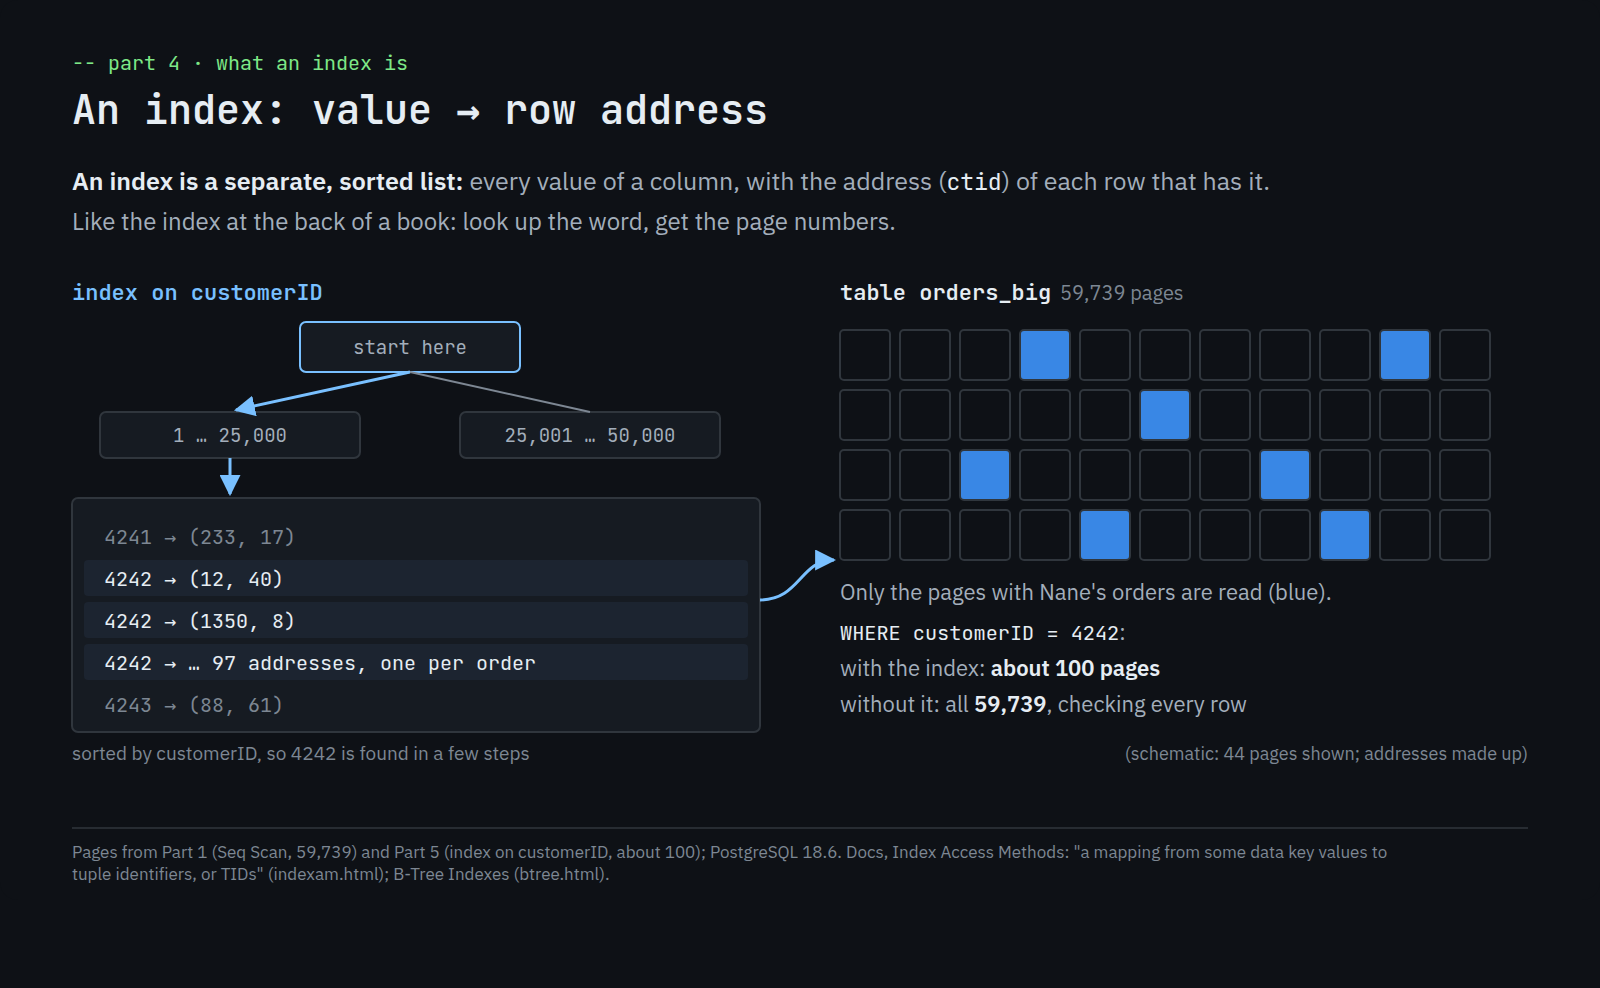 -- part 4 · what an index is
An index: value → row address
An index is a separate, sorted list: every value of a column, with the address (ctid) of each row that has it.
Like the index at the back of a book: look up the word, get the page numbers.
index on customerID
start here
1 … 25,000
25,001 … 50,000
4241 → (233, 17)
4242 → (12, 40)
4242 → (1350, 8)
4242 → … 97 addresses, one per order
4243 → (88, 61)
sorted by customerID, so 4242 is found in a few steps
table orders_big 59,739 pages
Only the pages with Nane's orders are read (blue).
WHERE customerID = 4242:
with the index: about 100 pages
without it: all 59,739, checking every row
(schematic: 44 pages shown; addresses made up)
Pages from Part 1 (Seq Scan, 59,739) and Part 5 (index on customerID, about 100); PostgreSQL 18.6. Docs, Index Access Methods: "a mapping from some data key values to
tuple identifiers, or TIDs" (indexam.html); B-Tree Indexes (btree.html).